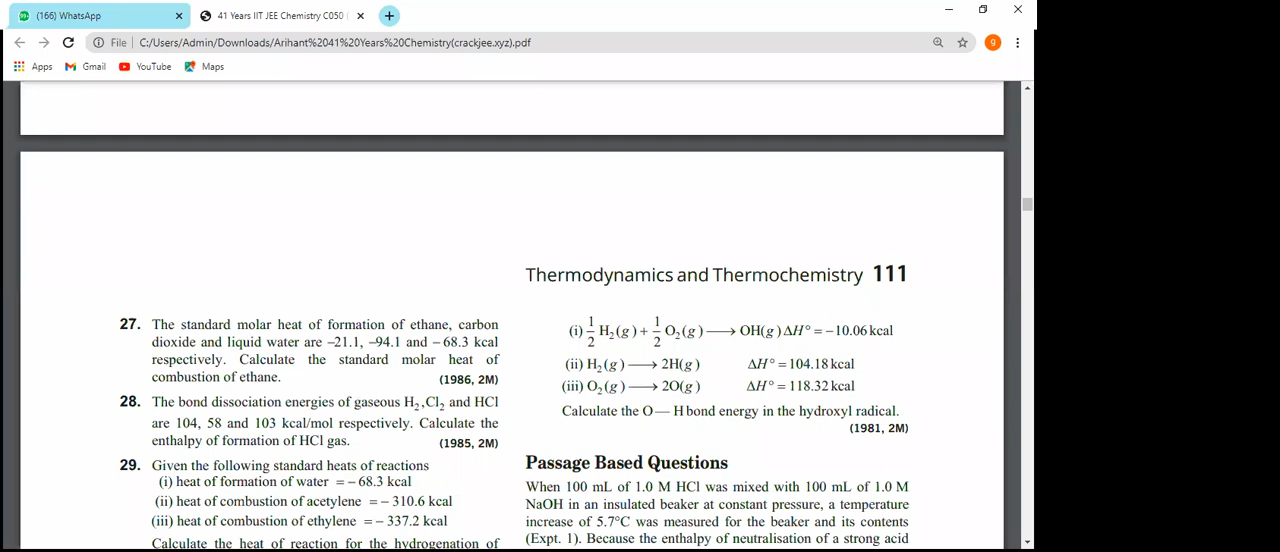 (166) WhatsApp
41 Years IIT JEE Chemistry C050
File | C:/Users/Admin/Downloads/Arihant%2041%20Years%20Chemistry(crackjee.xyz).pdf
g
Apps Gmail YouTube Maps
Thermodynamics and Thermochemistry 111
27. The standard molar heat of formation of ethane, carbon
dioxide and liquid water are –21.1, –94.1 and – 68.3 kcal
respectively. Calculate the standard molar heat of
combustion of ethane. (1986, 2M)
28. The bond dissociation energies of gaseous H₂, Cl₂ and HCl
are 104, 58 and 103 kcal/mol respectively. Calculate the
enthalpy of formation of HCl gas. (1985, 2M)
29. Given the following standard heats of reactions
(i) heat of formation of water = – 68.3 kcal
(ii) heat of combustion of acetylene = – 310.6 kcal
(iii) heat of combustion of ethylene = – 337.2 kcal
Calculate the heat of reaction for the hydrogenation of
(i) 1/2 H₂(g) + 1/2 O₂(g) ⟶ OH(g) ΔH° = –10.06 kcal
(ii) H₂(g) ⟶ 2H(g) ΔH° = 104.18 kcal
(iii) O₂(g) ⟶ 2O(g) ΔH° = 118.32 kcal
Calculate the O — H bond energy in the hydroxyl radical.
(1981, 2M)
Passage Based Questions
When 100 mL of 1.0 M HCl was mixed with 100 mL of 1.0 M
NaOH in an insulated beaker at constant pressure, a temperature
increase of 5.7°C was measured for the beaker and its contents
(Expt. 1). Because the enthalpy of neutralisation of a strong acid